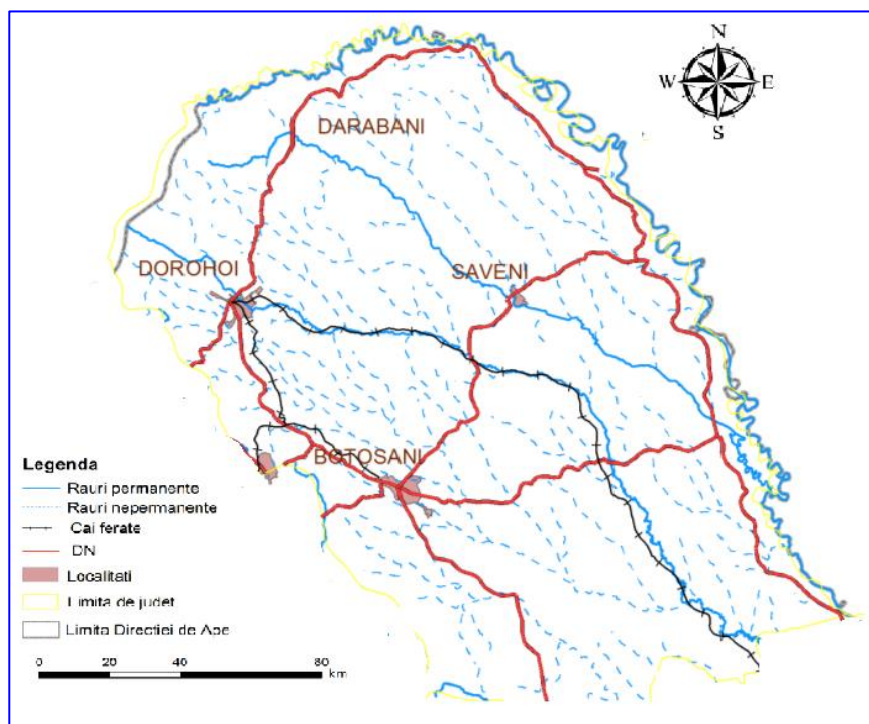 N
W E
S
DARABANI
DOROHOI
SAVENI
BOTOSANI
Legenda
Rauri permanente
Rauri nepermanente
Cai ferate
DN
Localitati
Limita de judet
Limita Directiei de Ape
0 20 40 80
km